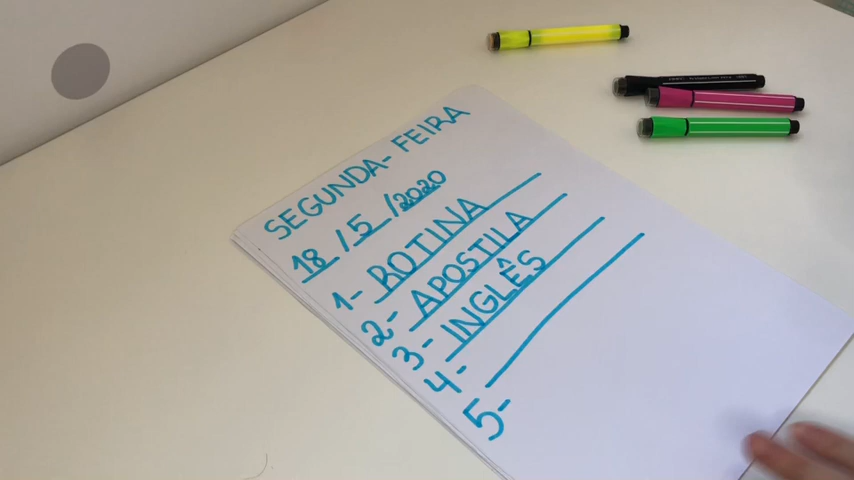 SEGUNDA-FEIRA
18/5/2020
1- ROTINA
2- APOSTILA
3- INGLÊS
4-
5-